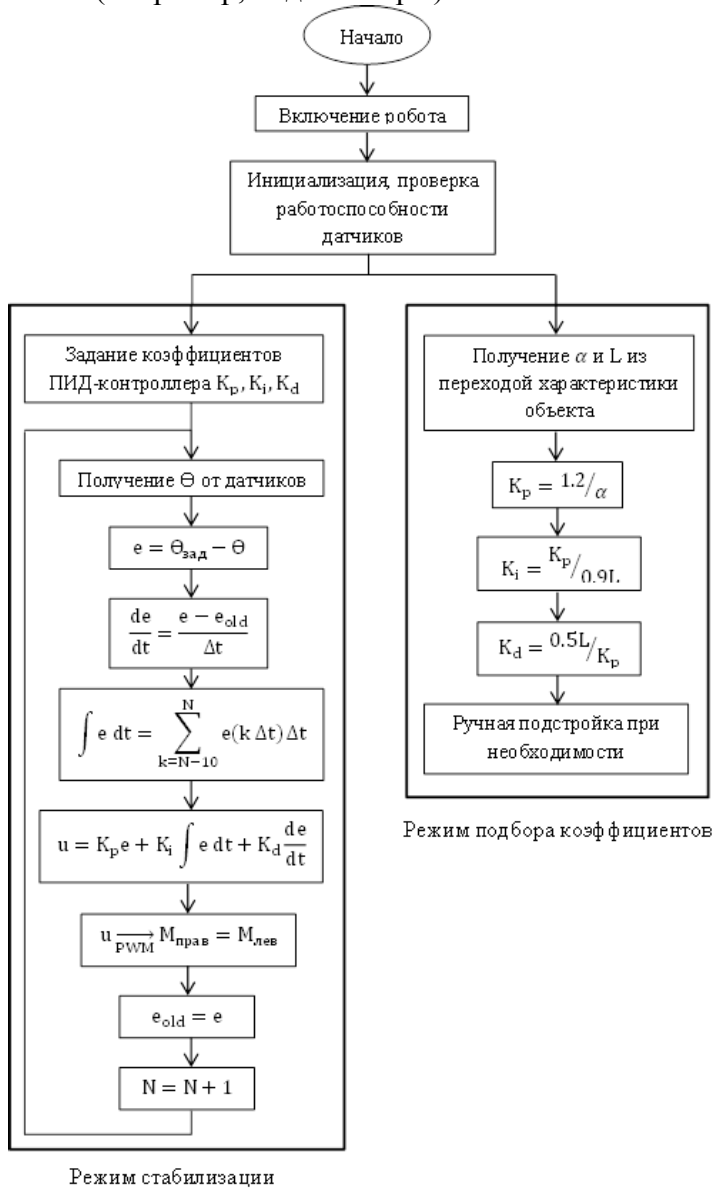 Начало
Включение робота
Инициализация, проверка
работоспособности
датчиков
Задание коэффициентов
ПИД-контроллера K_p, K_i, K_d
Получение Θ от датчиков
e = Θ_зад − Θ
de/dt = (e − e_old)/Δt
∫ e dt = ∑_{k=N−10}^{N} e(k Δt) Δt
u = K_p e + K_i ∫ e dt + K_d de/dt
u →_PWM M_прав = M_лев
e_old = e
N = N + 1
Режим стабилизации
Получение α и L из
переходой характеристики
объекта
K_p = 1.2/α
K_i = K_p/0.9L
K_d = 0.5L/K_p
Ручная подстройка при
необходимости
Режим подбора коэффициентов